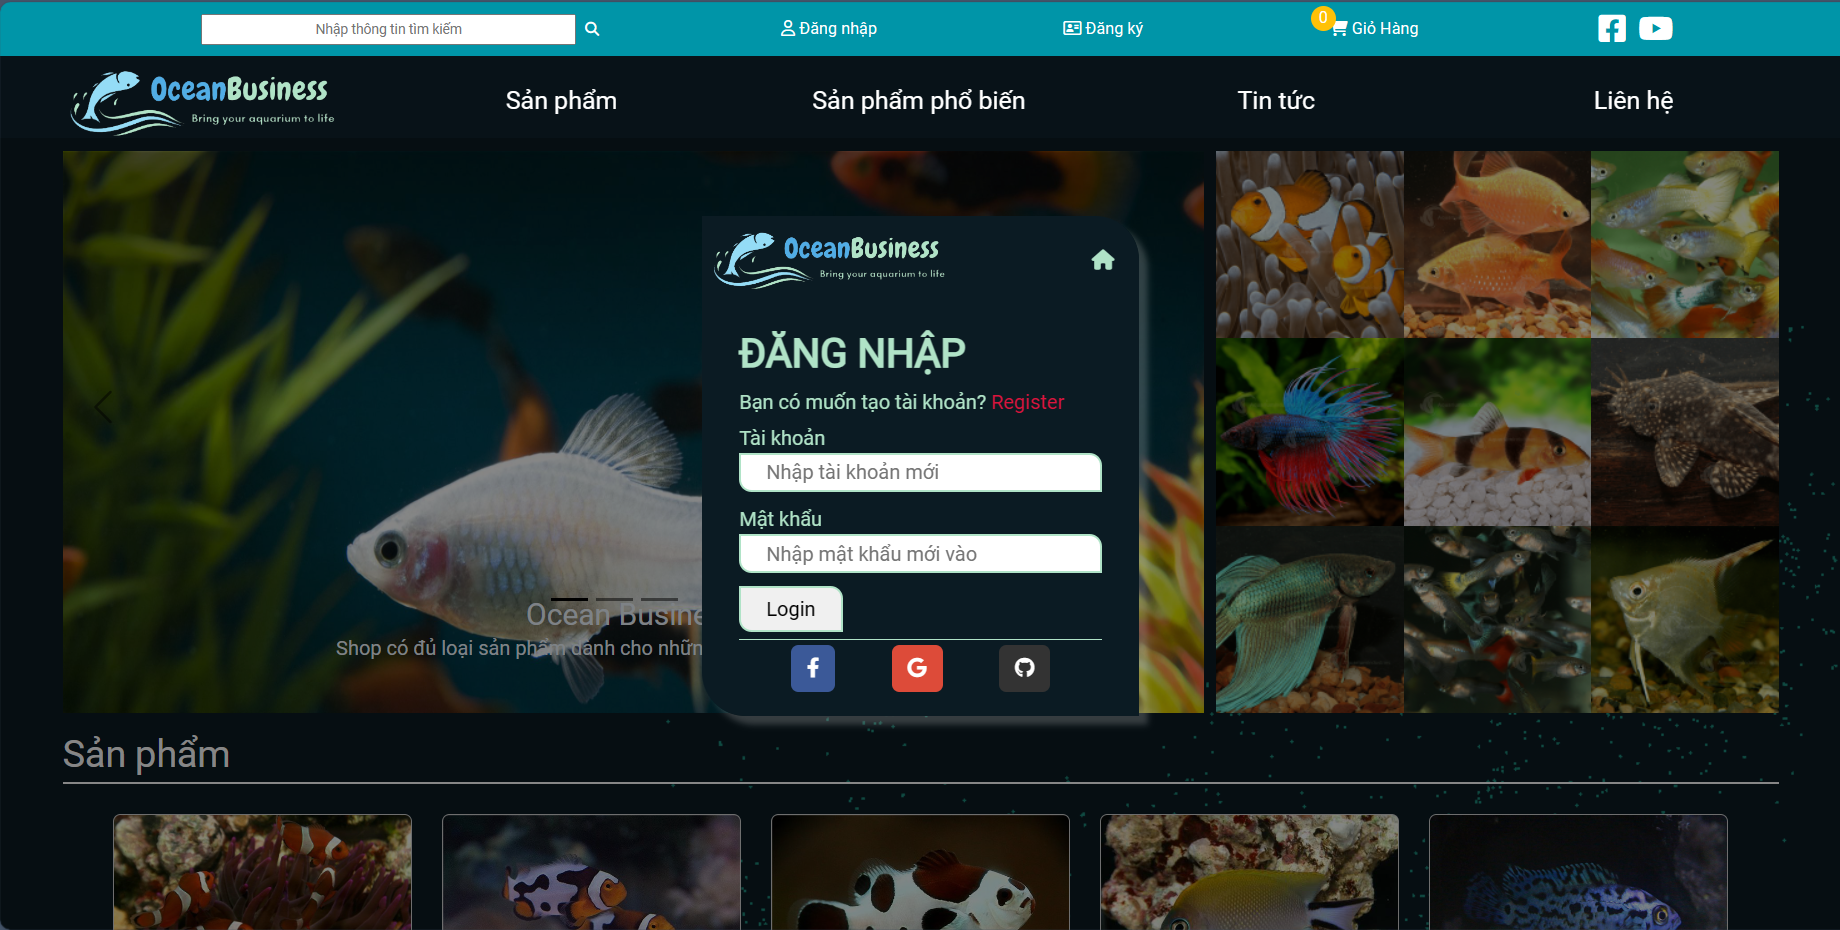 Nhập thông tin tìm kiếm
Đăng nhập
Đăng ký
0
Giỏ Hàng
OceanBusiness
Bring your aquarium to life
Sản phẩm
Sản phẩm phổ biến
Tin tức
Liên hệ
OceanBusiness
Bring your aquarium to life
ĐĂNG NHẬP
Bạn có muốn tạo tài khoản? Register
Tài khoản
Nhập tài khoản mới
Mật khẩu
Nhập mật khẩu mới vào
Login
Ocean
Shop có đủ loại sản phẩm dành cho
Sản phẩm